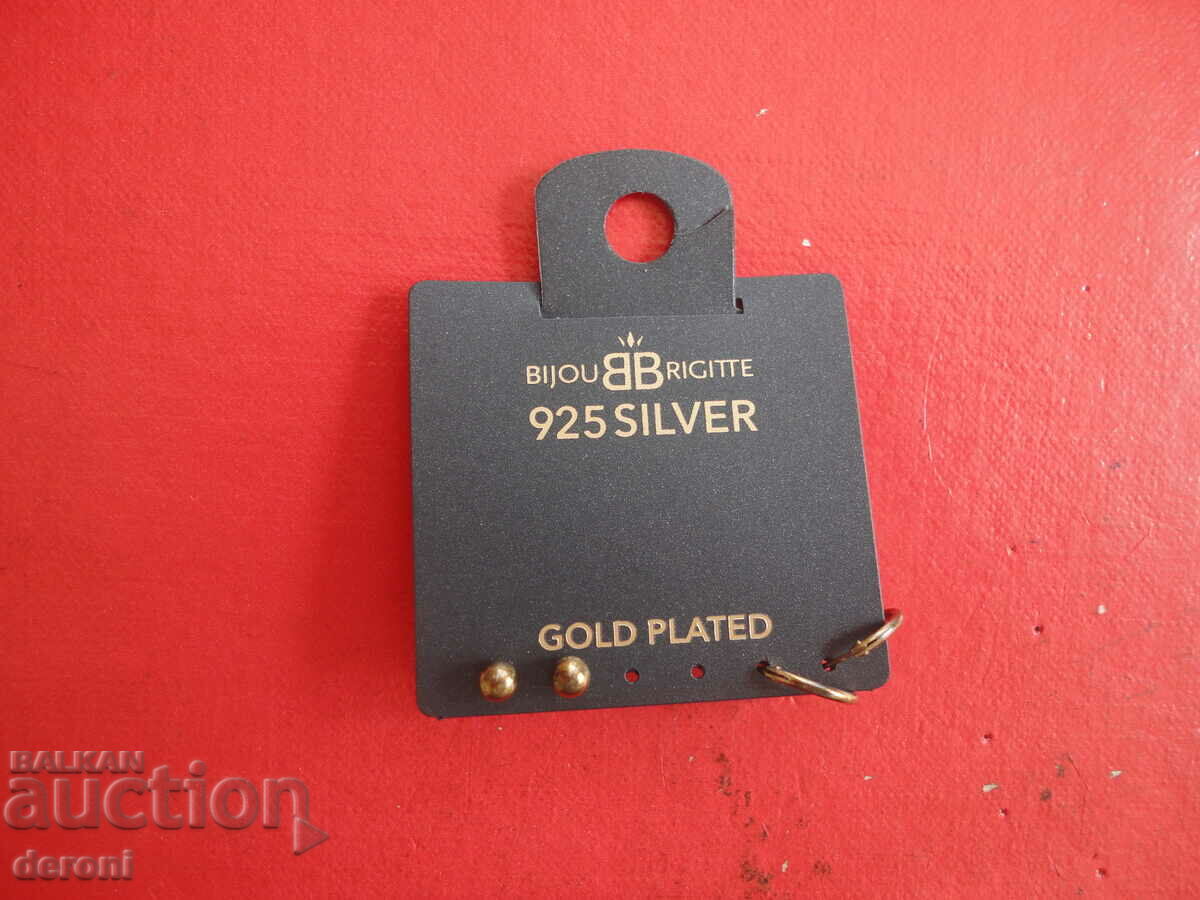 BIJOU BB RIGITTE
925 SILVER
GOLD PLATED
BALKAN
auction
deroni